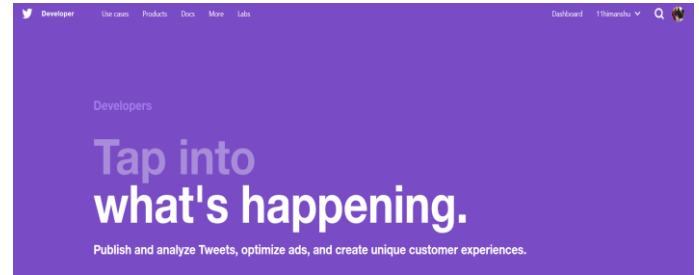 Developer Use cases Products Docs More Labs Dashboard 11himanshu
Developers
Tap into
what's happening.
Publish and analyze Tweets, optimize ads, and create unique customer experiences.